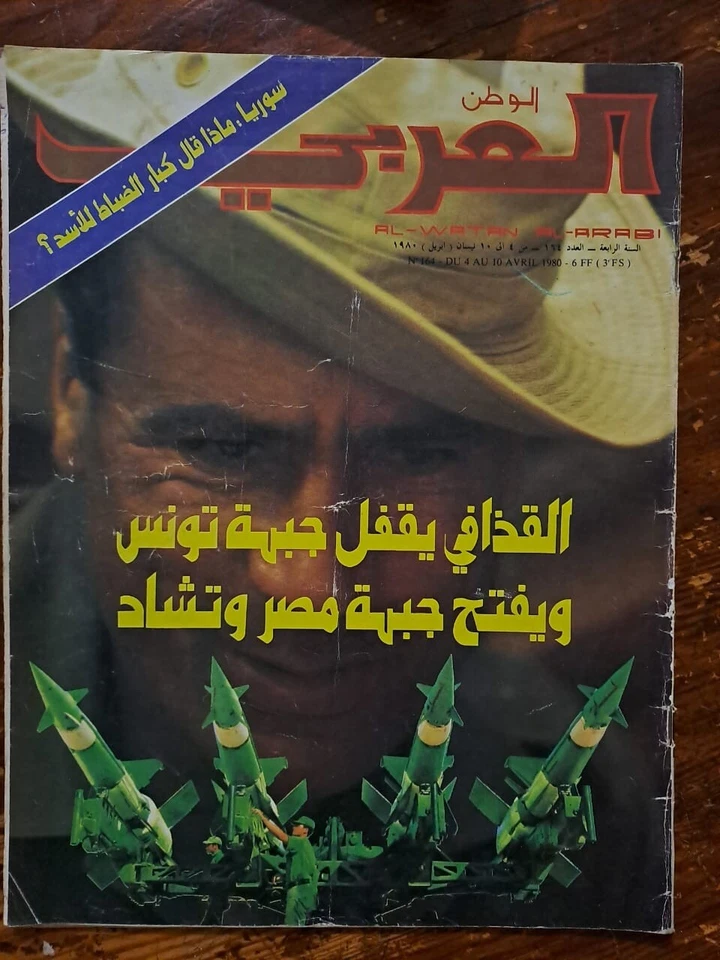 سوريا: ماذا قال كبار الضباط للأسد؟
الوطن
العربي
AL-WATAN AL-ARABI
السنة الرابعة — العدد ١٦٤ — من ٤ الى ١٠ نيسان (ابريل) ١٩٨٠
N° 164 - DU 4 AU 10 AVRIL 1980 - 6 FF (3 FS)
القذافي يقفل جبهة تونس
ويفتح جبهة مصر وتشاد